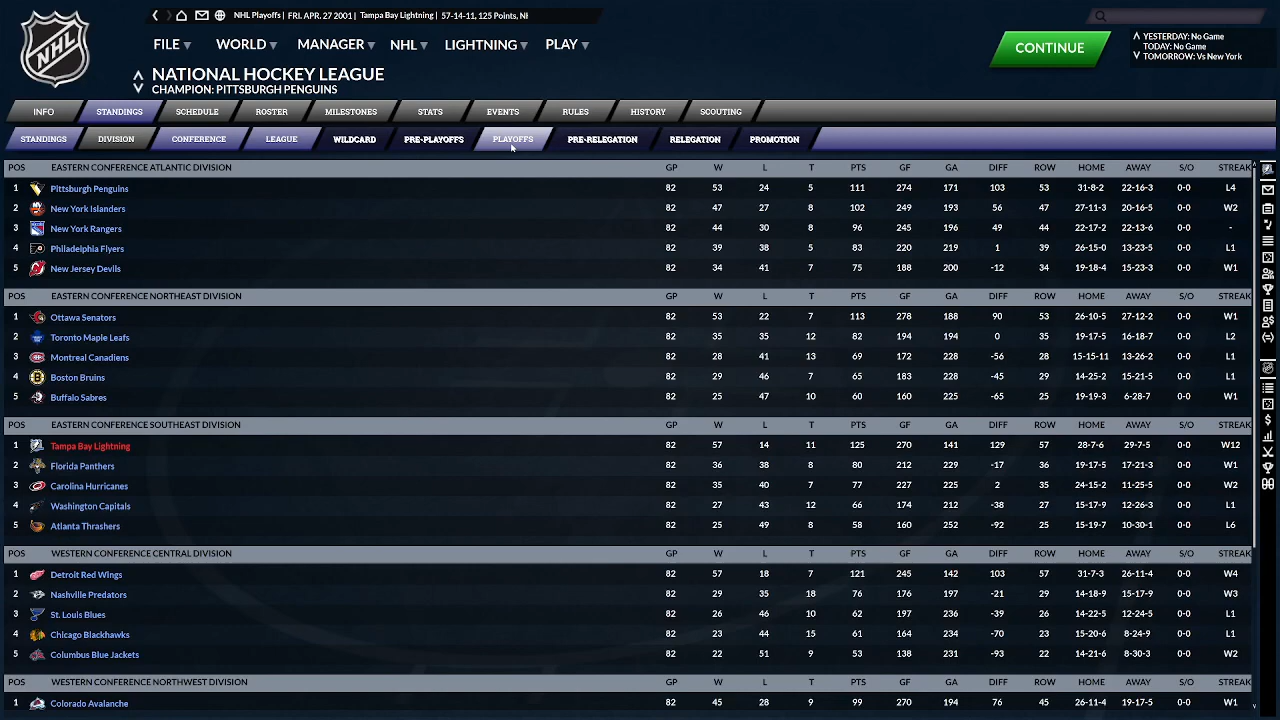 NHL Playoffs | FRI. APR. 27 2001 | Tampa Bay Lightning | 57-14-11, 125 Points, NI
FILE WORLD MANAGER NHL LIGHTNING PLAY
CONTINUE
YESTERDAY: No Game
TODAY: No Game
TOMORROW: Vs New York
NHL
NATIONAL HOCKEY LEAGUE
CHAMPION: PITTSBURGH PENGUINS
INFO STANDINGS SCHEDULE ROSTER MILESTONES STATS EVENTS RULES HISTORY SCOUTING
STANDINGS DIVISION CONFERENCE LEAGUE WILDCARD PRE-PLAYOFFS PLAYOFFS PRE-RELEGATION RELEGATION PROMOTION
POS EASTERN CONFERENCE ATLANTIC DIVISION GP W L T PTS GF GA DIFF ROW HOME AWAY S/O STREAK
1 Pittsburgh Penguins 82 53 24 5 111 274 171 103 53 31-8-2 22-16-3 0-0 L4
2 New York Islanders 82 47 27 8 102 249 193 56 47 27-11-3 20-16-5 0-0 W2
3 New York Rangers 82 44 30 8 96 245 196 49 44 22-17-2 22-13-6 0-0 -
4 Philadelphia Flyers 82 39 38 5 83 220 219 1 39 26-15-0 13-23-5 0-0 L1
5 New Jersey Devils 82 34 41 7 75 188 200 -12 34 19-18-4 15-23-3 0-0 W1
POS EASTERN CONFERENCE NORTHEAST DIVISION GP W L T PTS GF GA DIFF ROW HOME AWAY S/O STREAK
1 Ottawa Senators 82 53 22 7 113 278 188 90 53 26-10-5 27-12-2 0-0 W1
2 Toronto Maple Leafs 82 35 35 12 82 194 194 0 35 19-17-5 16-18-7 0-0 L2
3 Montreal Canadiens 82 28 41 13 69 172 228 -56 28 15-15-11 13-26-2 0-0 L1
4 Boston Bruins 82 29 46 7 65 183 228 -45 29 14-25-2 15-21-5 0-0 L1
5 Buffalo Sabres 82 25 47 10 60 160 225 -65 25 19-19-3 6-28-7 0-0 W1
POS EASTERN CONFERENCE SOUTHEAST DIVISION GP W L T PTS GF GA DIFF ROW HOME AWAY S/O STREAK
1 Tampa Bay Lightning 82 57 14 11 125 270 141 129 57 28-7-6 29-7-5 0-0 W12
2 Florida Panthers 82 36 38 8 80 212 229 -17 36 19-17-5 17-21-3 0-0 W1
3 Carolina Hurricanes 82 35 40 7 77 227 225 2 35 24-15-2 11-25-5 0-0 W2
4 Washington Capitals 82 27 43 12 66 174 212 -38 27 15-17-9 12-26-3 0-0 L1
5 Atlanta Thrashers 82 25 49 8 58 160 252 -92 25 15-19-7 10-30-1 0-0 L6
POS WESTERN CONFERENCE CENTRAL DIVISION GP W L T PTS GF GA DIFF ROW HOME AWAY S/O STREAK
1 Detroit Red Wings 82 57 18 7 121 245 142 103 57 31-7-3 26-11-4 0-0 W4
2 Nashville Predators 82 29 35 18 76 176 197 -21 29 14-18-9 15-17-9 0-0 W3
3 St. Louis Blues 82 26 46 10 62 197 236 -39 26 14-22-5 12-24-5 0-0 L1
4 Chicago Blackhawks 82 23 44 15 61 164 234 -70 23 15-20-6 8-24-9 0-0 L1
5 Columbus Blue Jackets 82 22 51 9 53 138 231 -93 22 14-21-6 8-30-3 0-0 W2
POS WESTERN CONFERENCE NORTHWEST DIVISION GP W L T PTS GF GA DIFF ROW HOME AWAY S/O STREAK
1 Colorado Avalanche 82 45 28 9 99 270 194 76 45 26-11-4 19-17-5 0-0 W1